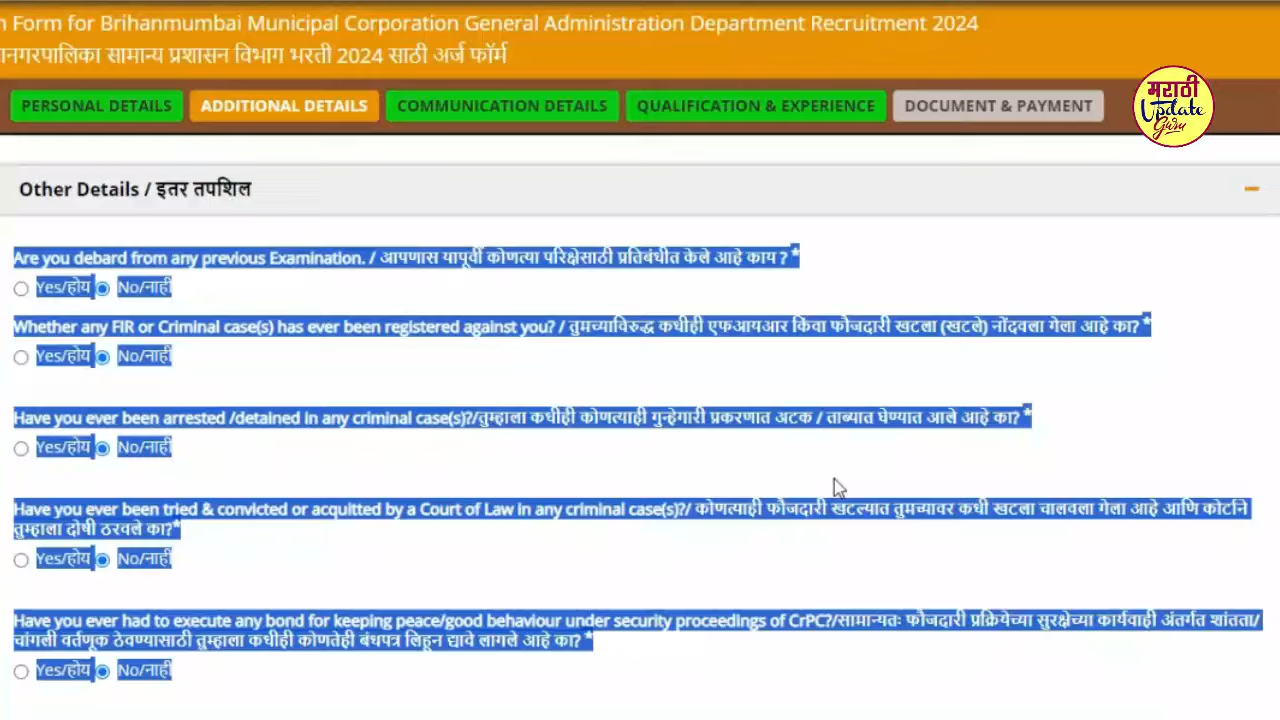 n Form for Brihanmumbai Municipal Corporation General Administration Department Recruitment 2024
ानगरपालिका सामान्य प्रशासन विभाग भरती 2024 साठी अर्ज फॉर्म
PERSONAL DETAILS ADDITIONAL DETAILS COMMUNICATION DETAILS QUALIFICATION & EXPERIENCE DOCUMENT & PAYMENT
मराठी
Update
Guru
Other Details / इतर तपशिल
Are you debard from any previous Examination. / आपणास यापूर्वी कोणत्या परिक्षेसाठी प्रतिबंधीत केले आहे काय ? *
Yes/होय No/नाही
Whether any FIR or Criminal case(s) has ever been registered against you? / तुमच्याविरुद्ध कधीही एफआयआर किंवा फौजदारी खटला (खटले) नोंदवला गेला आहे का? *
Yes/होय No/नाही
Have you ever been arrested /detained in any criminal case(s)?/तुम्हाला कधीही कोणत्याही गुन्हेगारी प्रकरणात अटक / ताब्यात घेण्यात आले आहे का? *
Yes/होय No/नाही
Have you ever been tried & convicted or acquitted by a Court of Law in any criminal case(s)?/ कोणत्याही फौजदारी खटल्यात तुमच्यावर कधी खटला चालवला गेला आहे आणि कोर्टाने
तुम्हाला दोषी ठरवले का?*
Yes/होय No/नाही
Have you ever had to execute any bond for keeping peace/good behaviour under security proceedings of CrPC?/सामान्यतः फौजदारी प्रक्रियेच्या सुरक्षेच्या कार्यवाही अंतर्गत शांतता/
चांगली वर्तणूक ठेवण्यासाठी तुम्हाला कधीही कोणतेही बंधपत्र लिहून द्यावे लागले आहे का? *
Yes/होय No/नाही